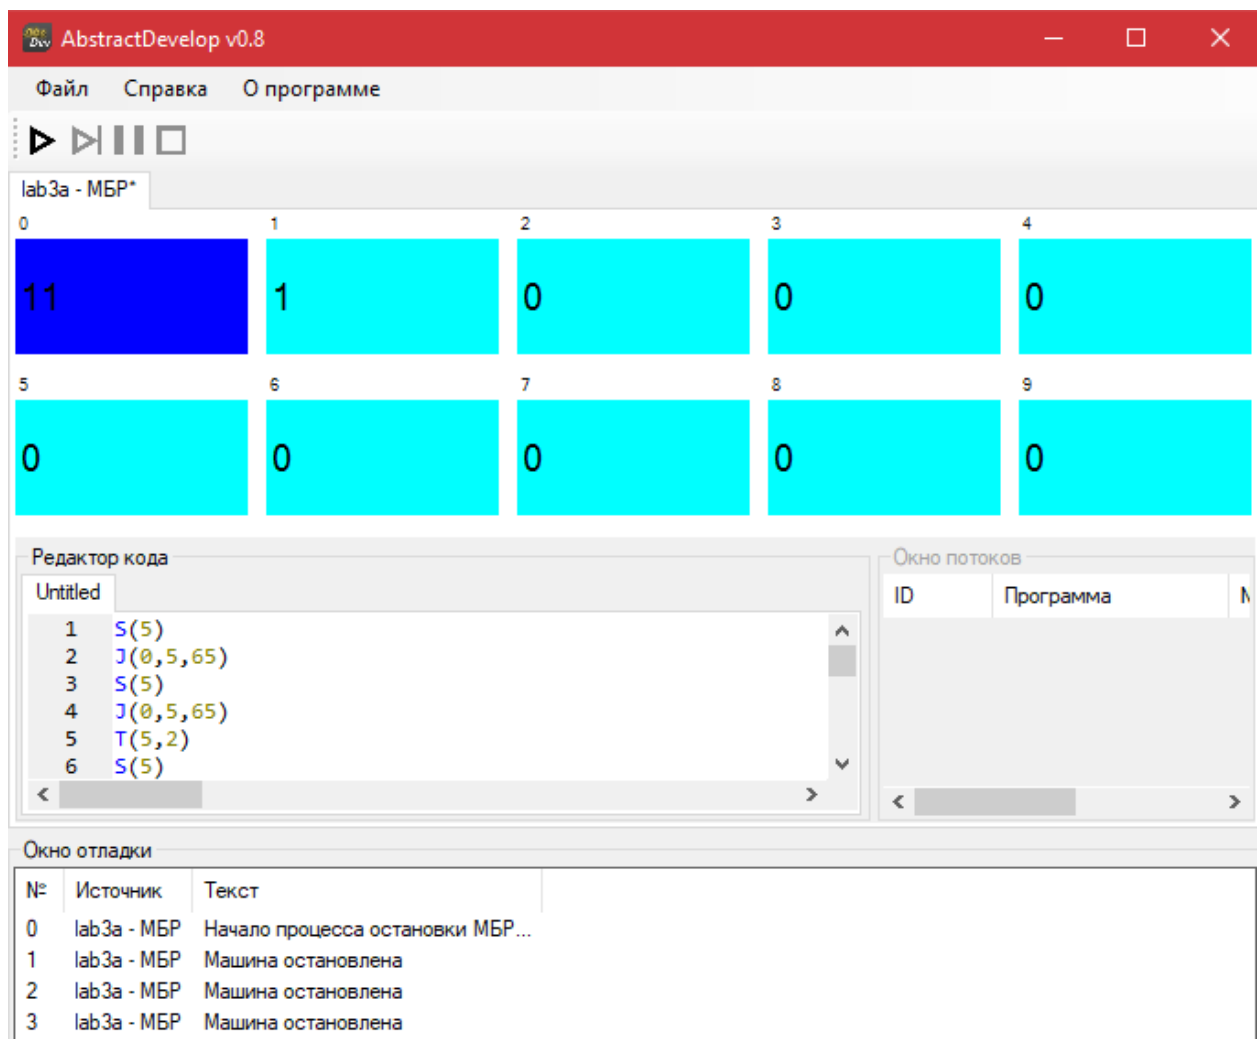 AbstractDevelop v0.8
Файл Справка О программе
lab3a - МБР*
0 1 2 3 4
11 1 0 0 0
5 6 7 8 9
0 0 0 0 0
Редактор кода
Окно потоков
Untitled
ID Программа
1 S(5)
2 J(0,5,65)
3 S(5)
4 J(0,5,65)
5 T(5,2)
6 S(5)
Окно отладки
№ Источник Текст
0 lab3a - МБР Начало процесса остановки МБР...
1 lab3a - МБР Машина остановлена
2 lab3a - МБР Машина остановлена
3 lab3a - МБР Машина остановлена